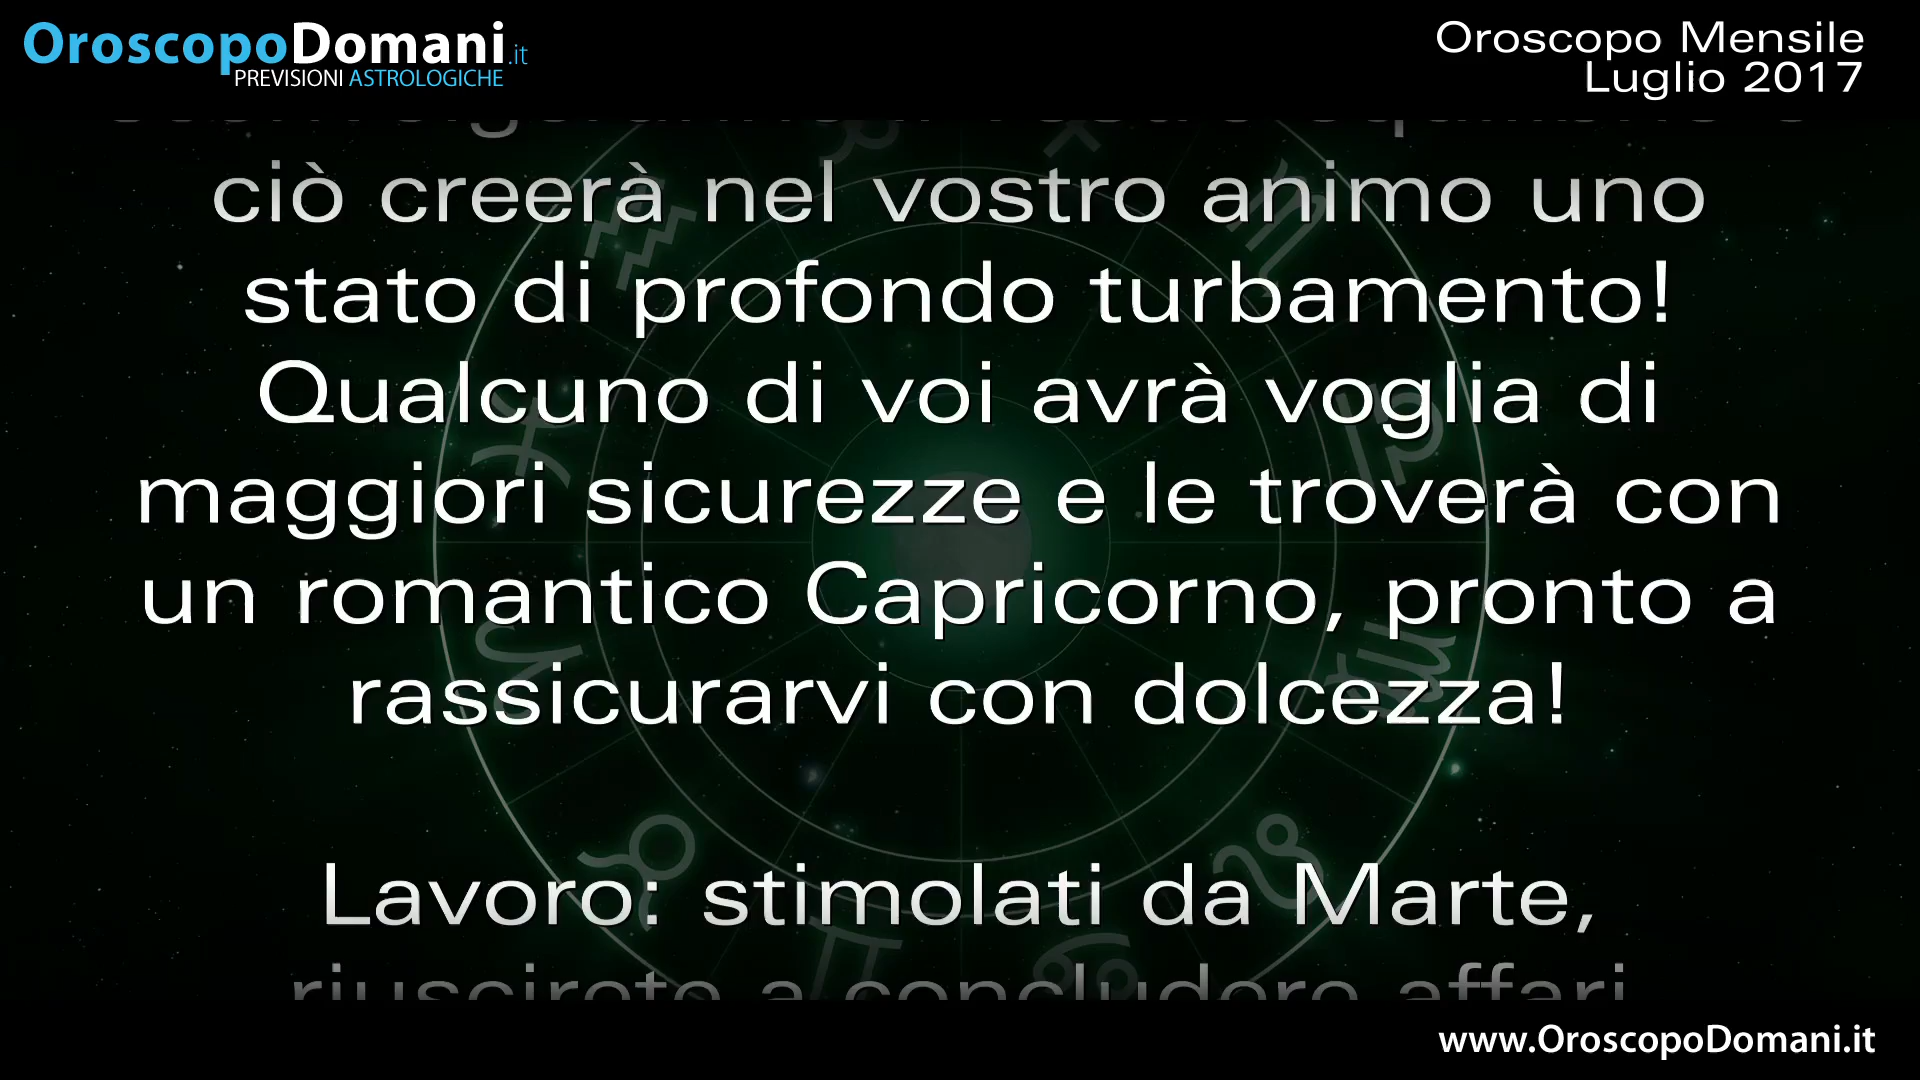 OroscopoDomani.it
PREVISIONI ASTROLOGICHE
Oroscopo Mensile
Luglio 2017
ciò creerà nel vostro animo uno
stato di profondo turbamento!
Qualcuno di voi avrà voglia di
maggiori sicurezze e le troverà con
un romantico Capricorno, pronto a
rassicurarvi con dolcezza!
Lavoro: stimolati da Marte,
riuscirete a concludere affari
www.OroscopoDomani.it